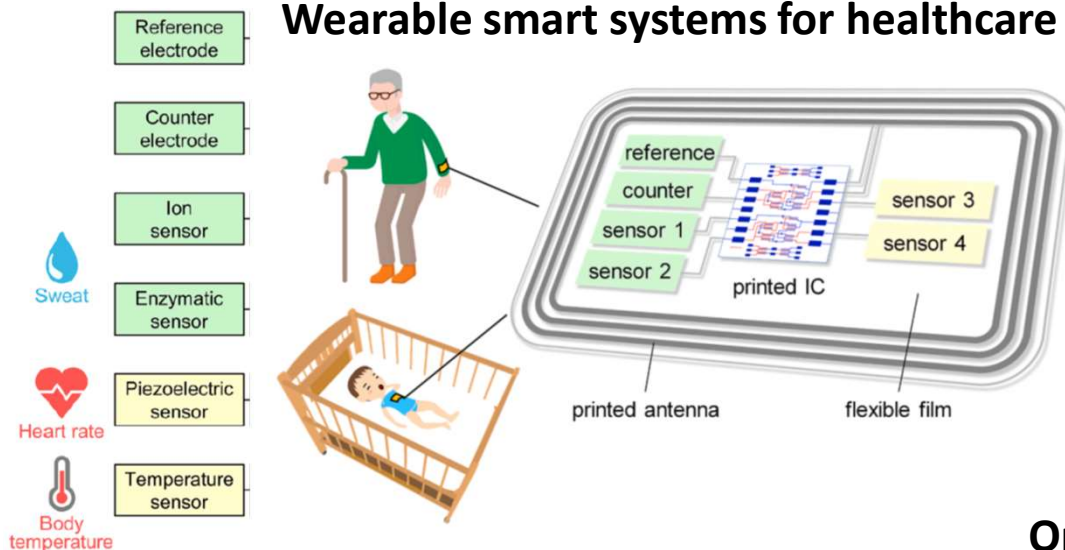 Wearable smart systems for healthcare
Reference
electrode
Counter
electrode
Ion
sensor
Sweat
Enzymatic
sensor
Heart rate
Piezoelectric
sensor
Body
temperature
Temperature
sensor
reference
counter
sensor 1
sensor 2
printed IC
sensor 3
sensor 4
printed antenna
flexible film